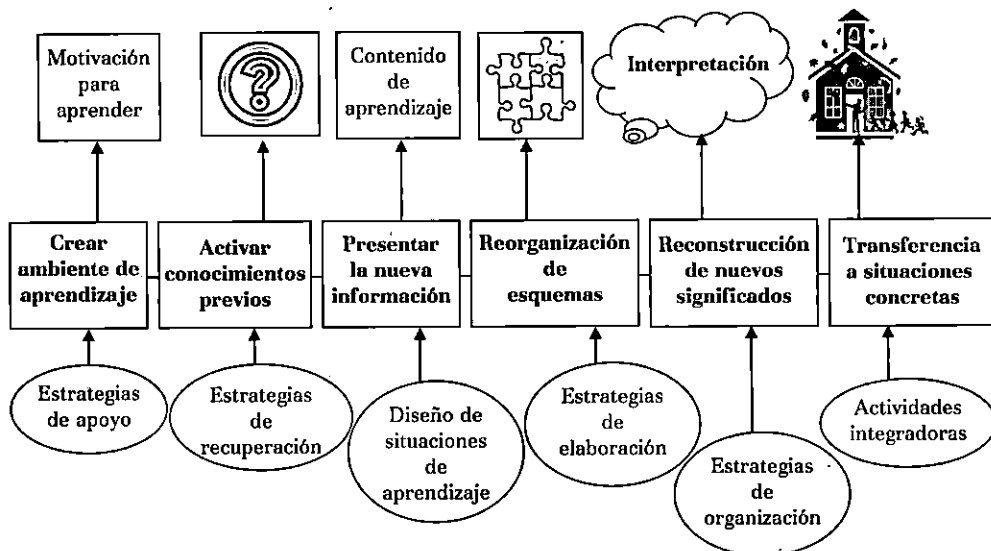 Motivación
para
aprender
?
Contenido
de
aprendizaje
Interpretación
Crear
ambiente de
aprendizaje
Activar
conocimientos
previos
Presentar
la nueva
información
Reorganización
de
esquemas
Reconstrucción
de nuevos
significados
Transferencia
a situaciones
concretas
Estrategias
de apoyo
Estrategias
de
recuperación
Diseño de
situaciones
de
aprendizaje
Estrategias
de
elaboración
Estrategias
de
organización
Actividades
integradoras